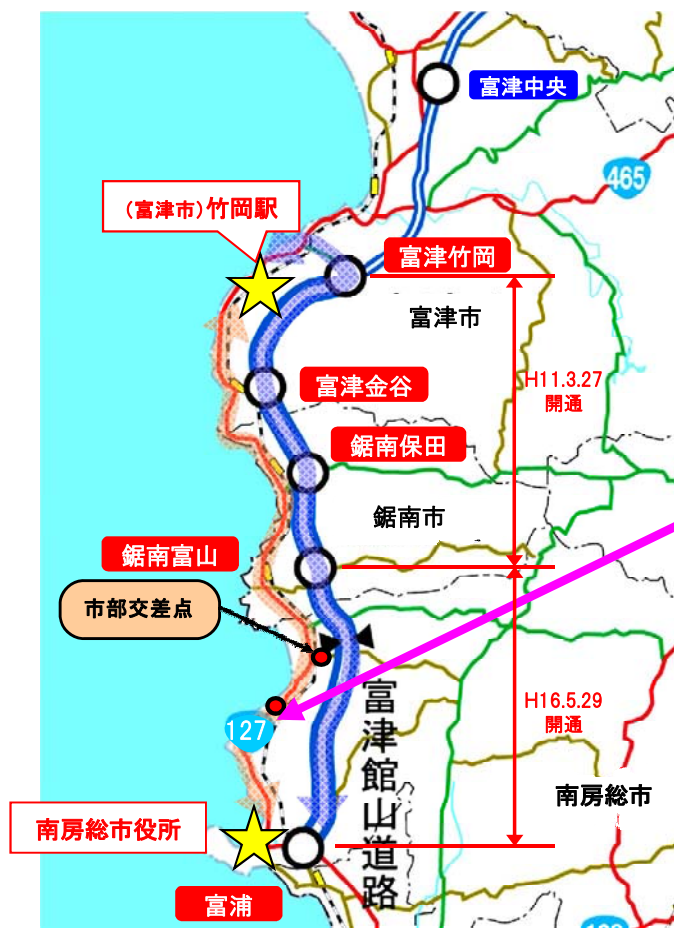 富津中央
465
（富津市）竹岡駅
富津竹岡
富津市
富津金谷
H11.3.27
開通
鋸南保田
鋸南市
鋸南富山
市部交差点
富津館山道路
H16.5.29
開通
127
南房総市
南房総市役所
富浦